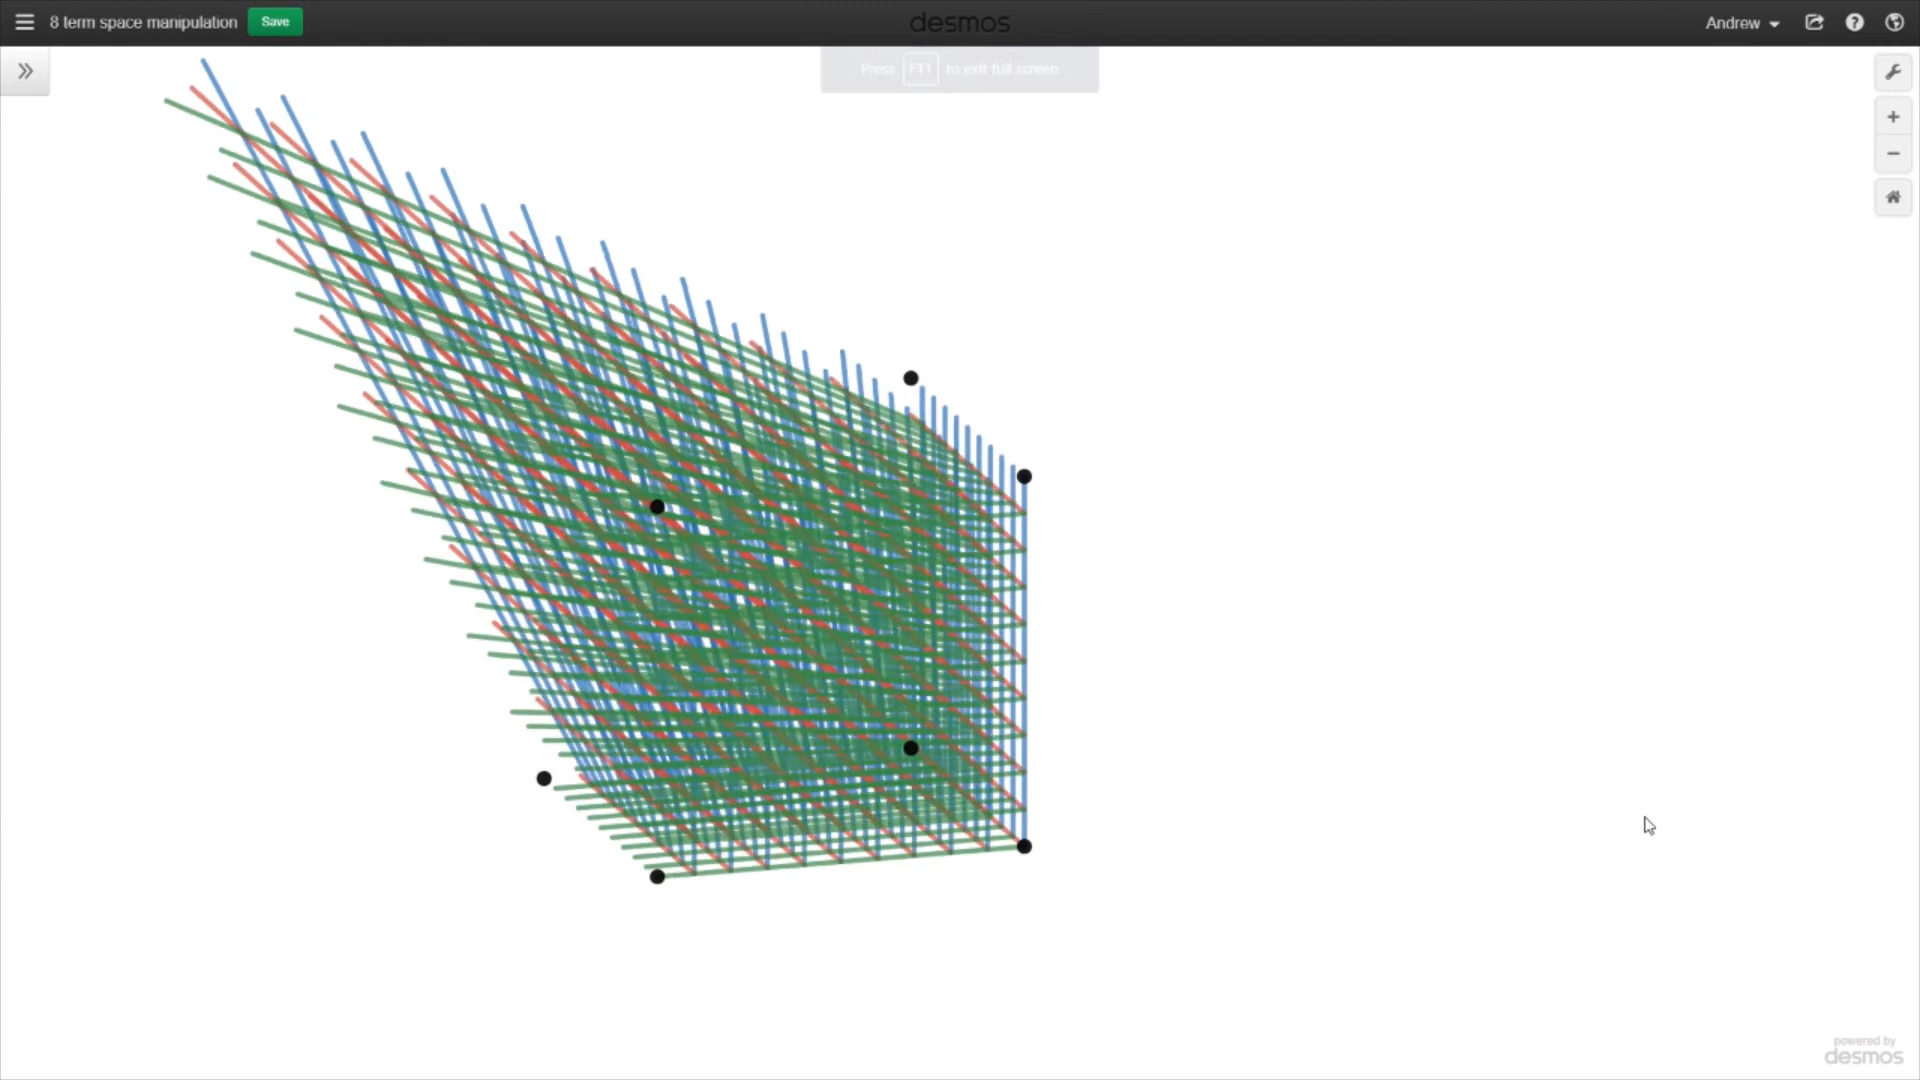 8 term space manipulation
Save
desmos
Andrew
Press F11 to exit full screen
powered by
desmos